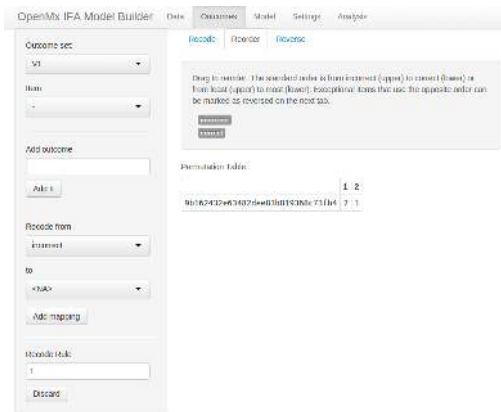 OpenMx IFA Model Builder
Data
Outcomes
Model
Settings
Analysis
Outcome set:
V1
Item:
-
Add outcome
Add it
Recode from
incorrect
to
<NA>
Add mapping
Recode Rule
1
Discard
Recode
Reorder
Reverse
Drag to reorder. The standard order is from incorrect (upper) to correct (lower) or
from least (upper) to most (lower). Exceptional items that use the opposite order can
be marked as reversed on the next tab.
incorrect
correct
Permutation Table:
1 2
2 1